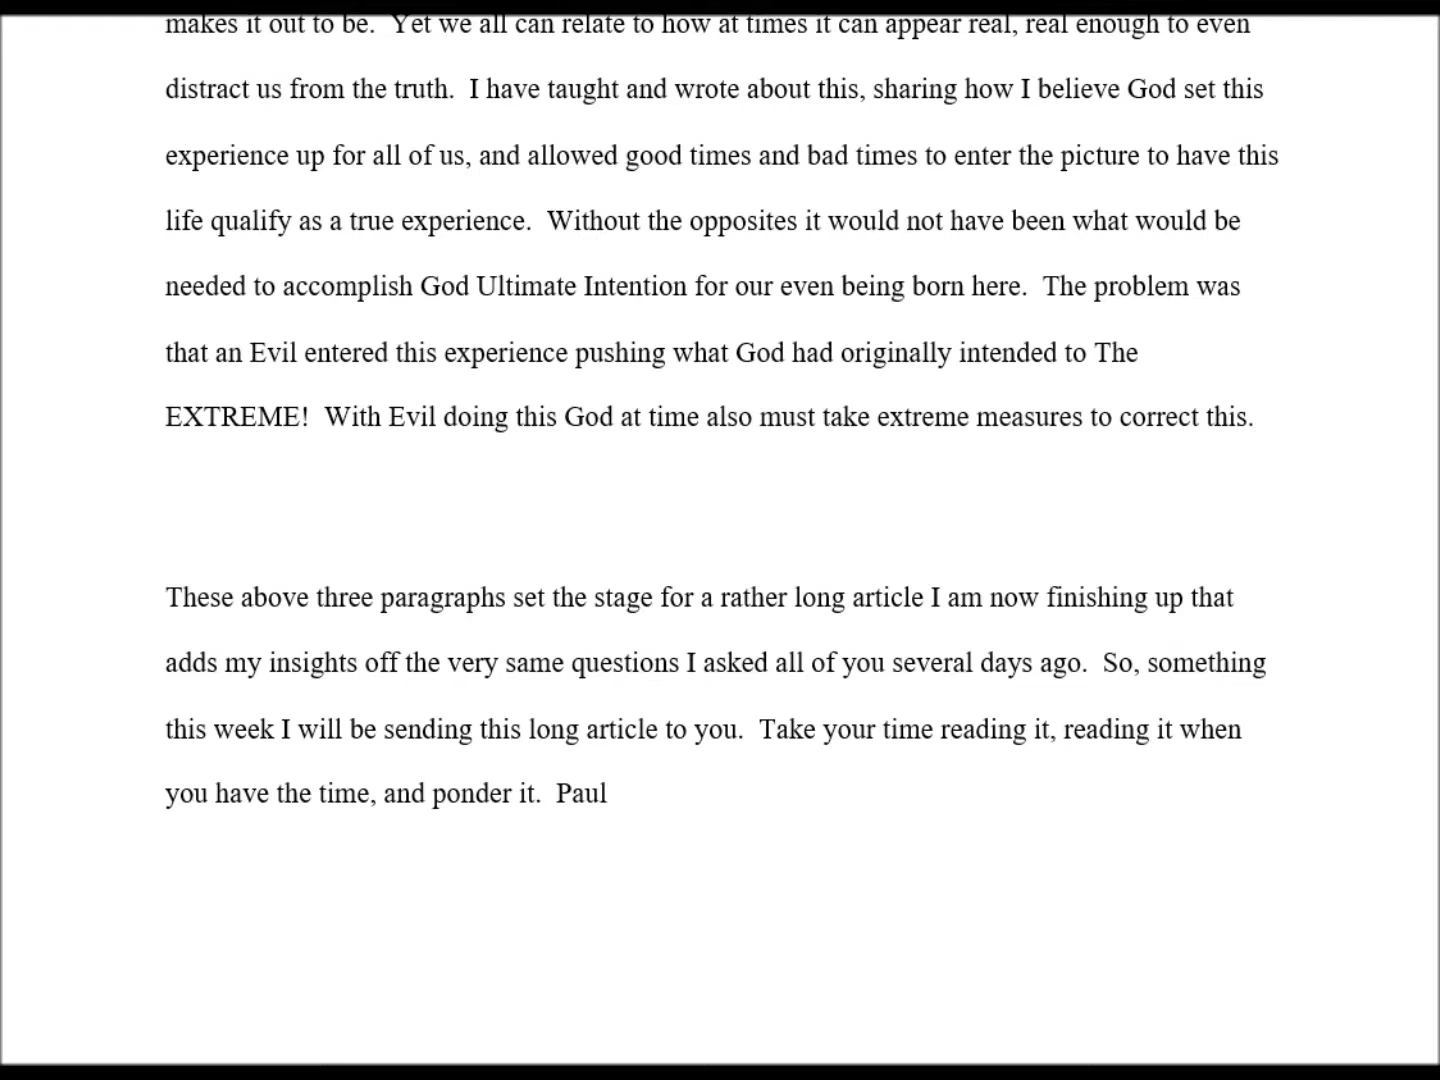 makes it out to be.  Yet we all can relate to how at times it can appear real, real enough to even
distract us from the truth.  I have taught and wrote about this, sharing how I believe God set this
experience up for all of us, and allowed good times and bad times to enter the picture to have this
life qualify as a true experience.  Without the opposites it would not have been what would be
needed to accomplish God Ultimate Intention for our even being born here.  The problem was
that an Evil entered this experience pushing what God had originally intended to The
EXTREME!  With Evil doing this God at time also must take extreme measures to correct this.
These above three paragraphs set the stage for a rather long article I am now finishing up that
adds my insights off the very same questions I asked all of you several days ago.  So, something
this week I will be sending this long article to you.  Take your time reading it, reading it when
you have the time, and ponder it.  Paul